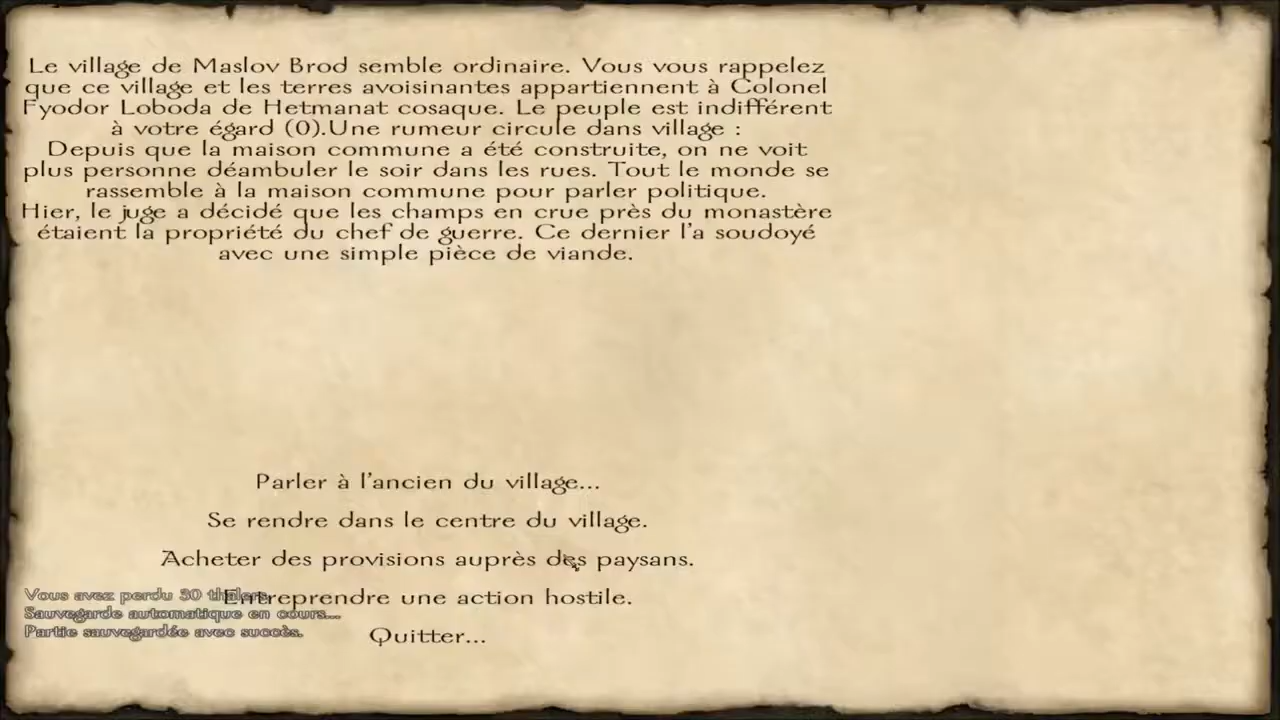 Le village de Maslov Brod semble ordinaire. Vous vous rappelez
que ce village et les terres avoisinantes appartiennent à Colonel
Fyodor Loboda de Hetmanat cosaque. Le peuple est indifférent
à votre égard (0).Une rumeur circule dans village :
Depuis que la maison commune a été construite, on ne voit
plus personne déambuler le soir dans les rues. Tout le monde se
rassemble à la maison commune pour parler politique.
Hier, le juge a décidé que les champs en crue près du monastère
étaient la propriété du chef de guerre. Ce dernier l'a soudoyé
avec une simple pièce de viande.
Parler à l'ancien du village...
Se rendre dans le centre du village.
Acheter des provisions auprès des paysans.
Entreprendre une action hostile.
Vous avez perdu 30 thalers.
Sauvegarde automatique en cours...
Partie sauvegardée avec succès.
Quitter...